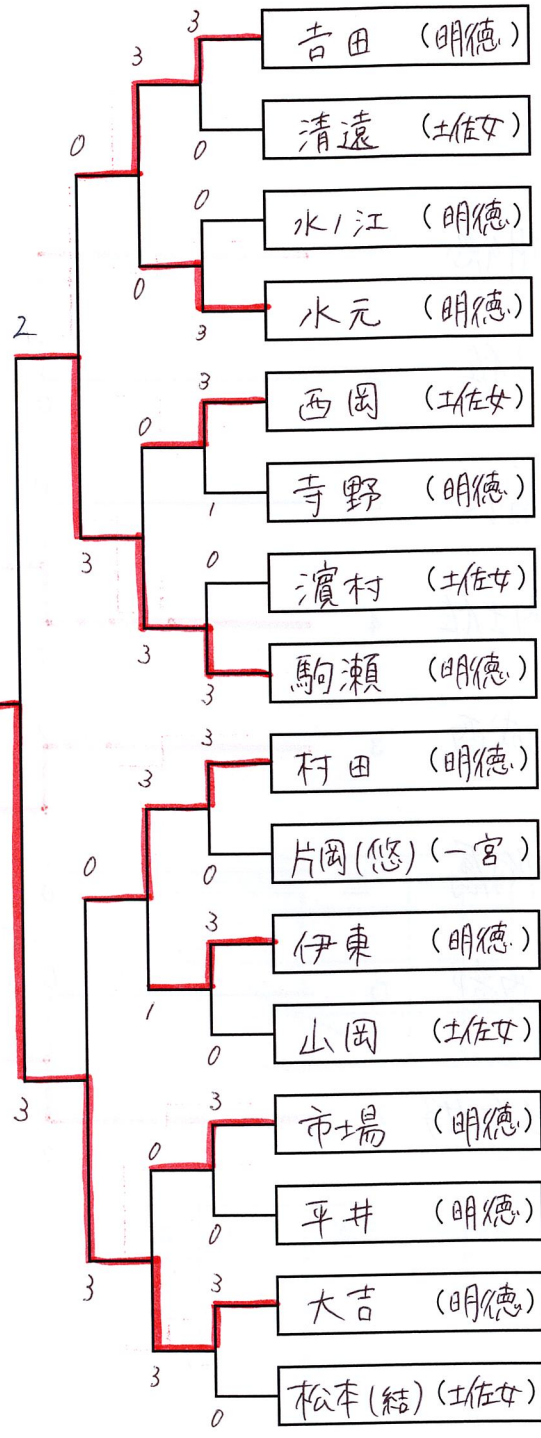 3
吉田 (明徳)
3
清遠 (土佐女)
0
0
0
水ノ江 (明徳)
0
3
水元 (明徳)
2
3
西岡 (土佐女)
0
1
寺野 (明徳)
3
0
濵村 (土佐女)
3
3
駒瀬 (明徳)
3
村田 (明徳)
3
0
片岡(悠) (一宮)
0
3
伊東 (明徳)
1
0
山岡 (土佐女)
3
3
市場 (明徳)
0
0
平井 (明徳)
3
3
大吉 (明徳)
3
0
松本(結) (土佐女)